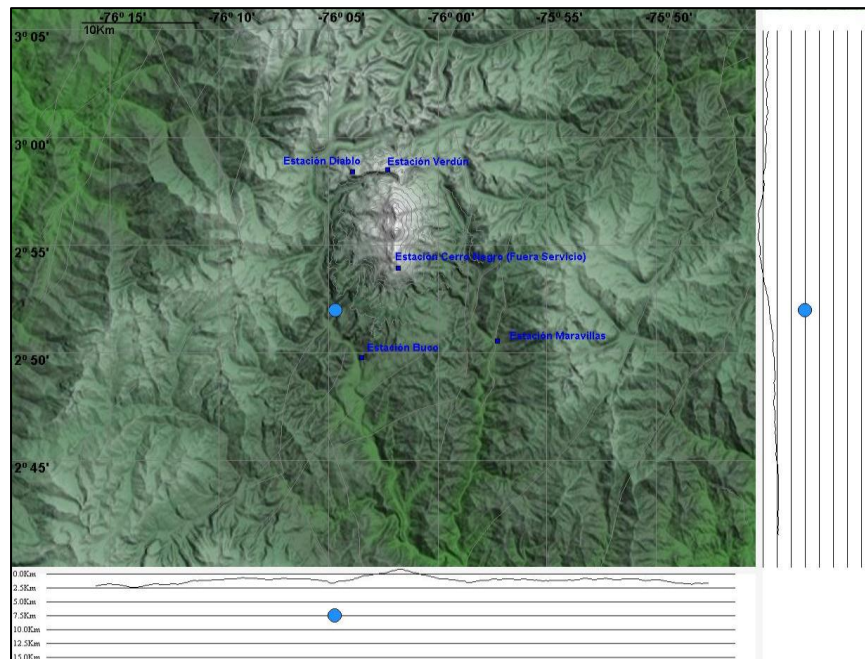 -76º 15' -76º 10' -76º 05' -76º 00' -75º 55' -75º 50'
10Km
3º 05'
3º 00'
Estación Diablo Estación Verdún
2º 55'
Estación Cerro Negro (Fuera Servicio)
Estación Maravillas
Estación Buco
2º 50'
2º 45'
0.0Km
2.5Km
5.0Km
7.5Km
10.0Km
12.5Km
15.0Km